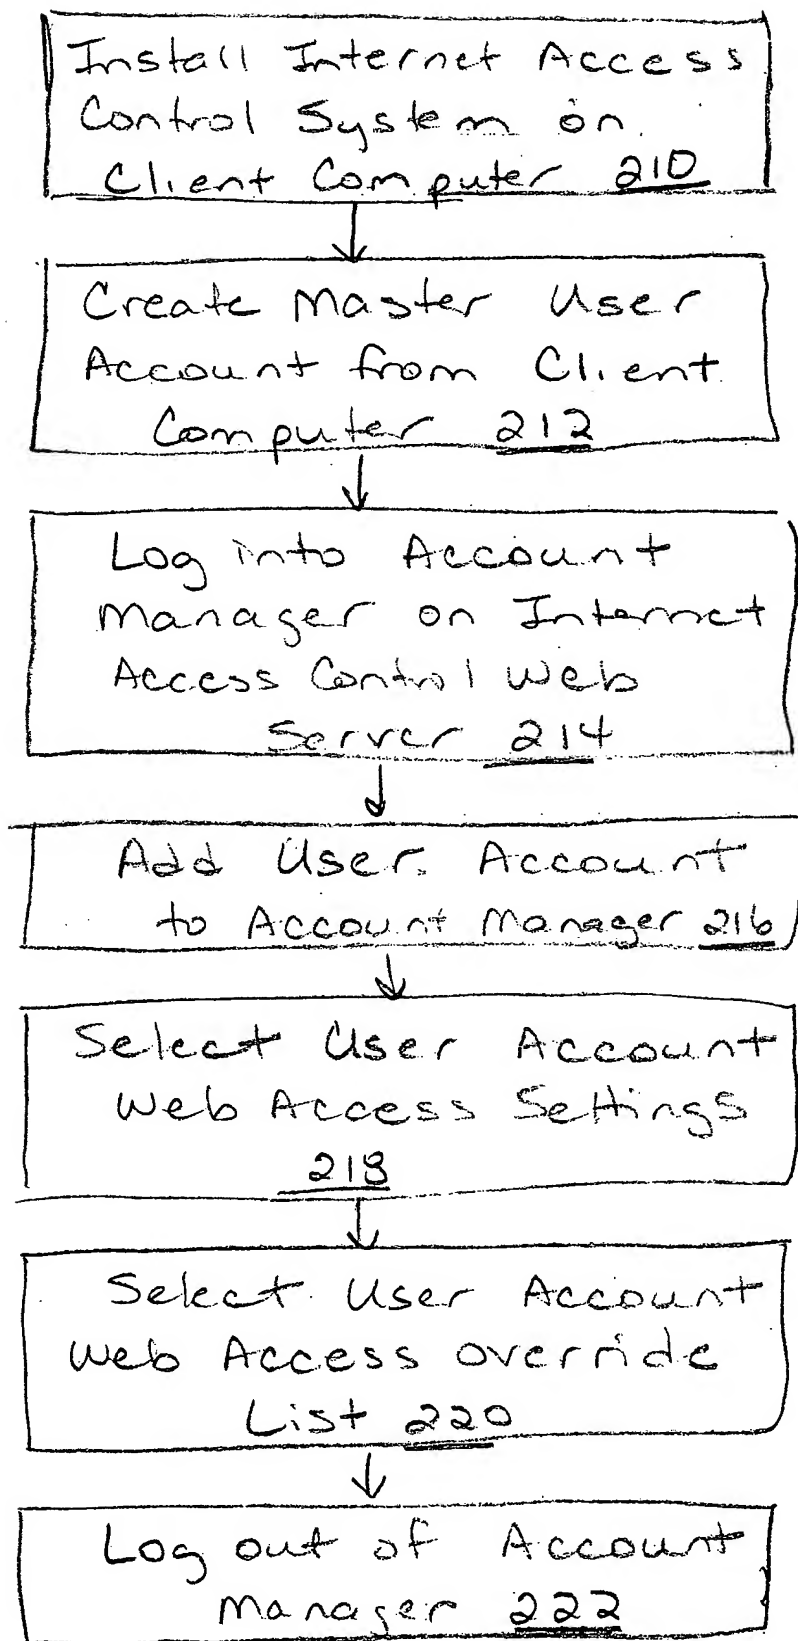 Install Internet Access
Control System on
Client Computer 210
Create Master User
Account from Client
Computer 212
Log into Account
Manager on Internet
Access Control Web
Server 214
Add User Account
to Account Manager 216
Select User Account
Web Access Settings
218
Select User Account
Web Access Override
List 220
Log out of Account
Manager 222